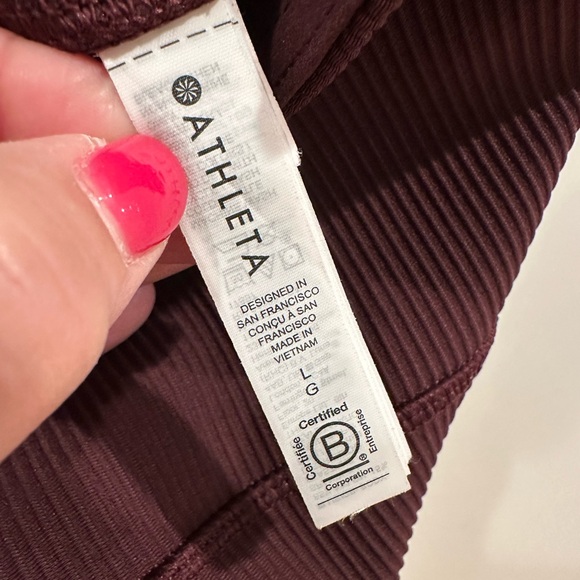 ATHLETA
DESIGNED IN
SAN FRANCISCO
CONÇU À SAN
FRANCISCO
MADE IN
VIETNAM
L
G
Certified
Certifiée
B
®
Entreprise
Corporation